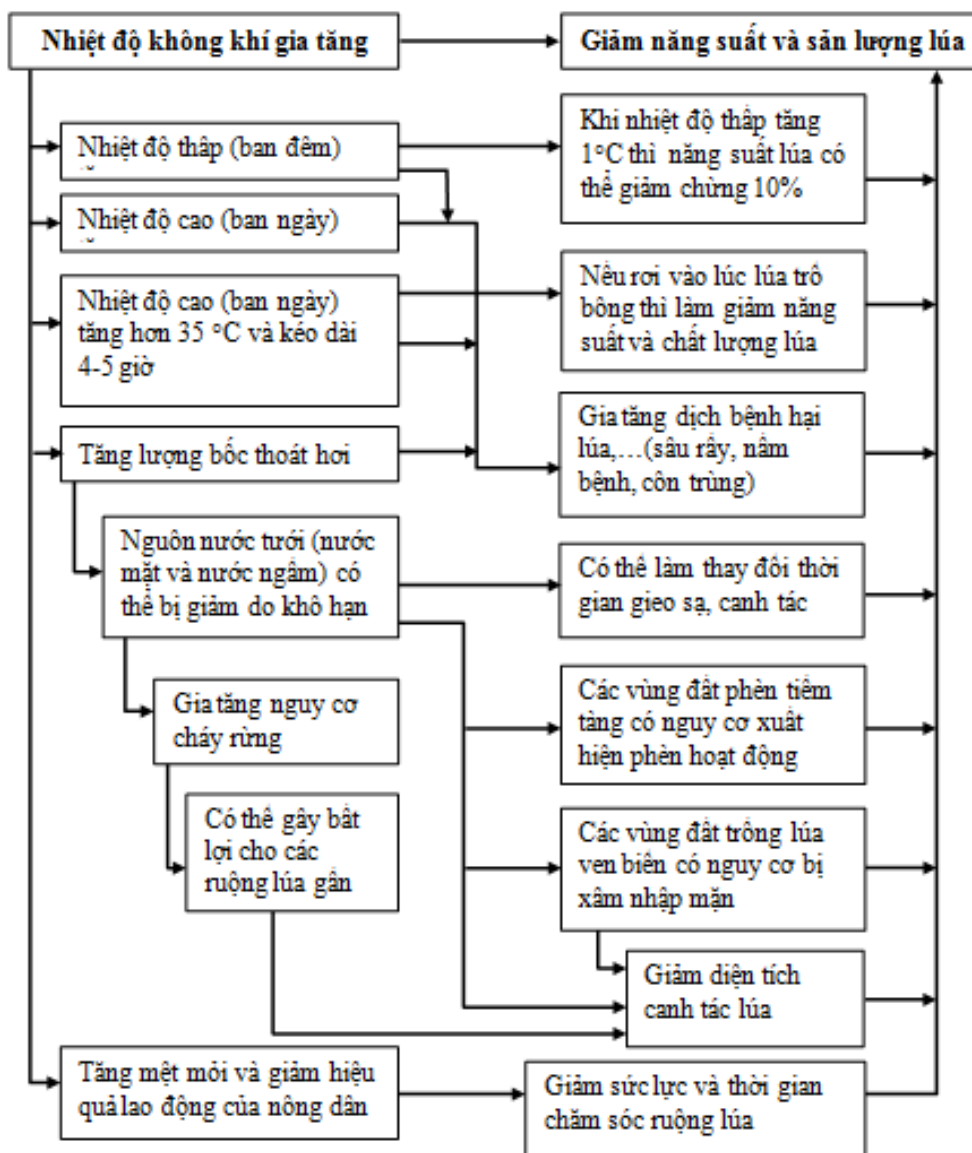 Nhiệt độ không khí gia tăng
Giảm năng suất và sản lượng lúa
Nhiệt độ thấp (ban đêm)
Khi nhiệt độ thấp tăng
1°C thì năng suất lúa có
thể giảm chừng 10%
Nhiệt độ cao (ban ngày)
Nhiệt độ cao (ban ngày)
tăng hơn 35 °C và kéo dài
4-5 giờ
Nếu rơi vào lúc lúa trổ
bông thì làm giảm năng
suất và chất lượng lúa
Tăng lượng bốc thoát hơi
Gia tăng dịch bệnh hại
lúa,...(sâu rầy, nấm
bệnh, côn trùng)
Nguồn nước tưới (nước
mặt và nước ngầm) có
thể bị giảm do khô hạn
Có thể làm thay đổi thời
gian gieo sạ, canh tác
Gia tăng nguy cơ
cháy rừng
Các vùng đất phèn tiềm
tàng có nguy cơ xuất
hiện phèn hoạt động
Có thể gây bất
lợi cho các
ruộng lúa gần
Các vùng đất trồng lúa
ven biển có nguy cơ bị
xâm nhập mặn
Giảm diện tích
canh tác lúa
Tăng mệt mỏi và giảm hiệu
quả lao động của nông dân
Giảm sức lực và thời gian
chăm sóc ruộng lúa